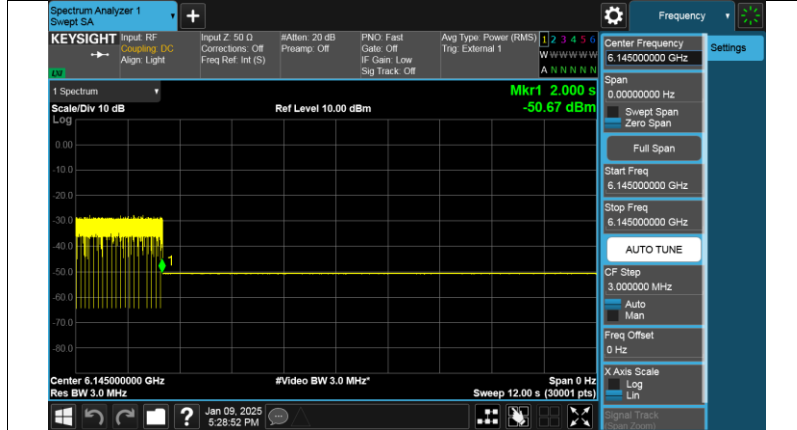 Spectrum Analyzer 1
Swept SA
Frequency
KEYSIGHT
Input: RF
Coupling: DC
Align: Light
Input Z: 50 Ω
Corrections: Off
Freq Ref: Int (S)
#Atten: 20 dB
Preamp: Off
PNO: Fast
Gate: Off
IF Gain: Low
Sig Track: Off
Avg Type: Power (RMS)
Trig: External 1
1 2 3 4 5 6
W W W W W W
A N N N N N
LXI
1 Spectrum
Scale/Div 10 dB
Log
Ref Level 10.00 dBm
Mkr1 2.000 s
-50.67 dBm
0.00
-10.0
-20.0
-30.0
-40.0
-50.0
-60.0
-70.0
-80.0
1
Center 6.145000000 GHz
Res BW 3.0 MHz
#Video BW 3.0 MHz*
Span 0 Hz
Sweep 12.00 s (30001 pts)
Center Frequency
6.145000000 GHz
Settings
Span
0.00000000 Hz
Swept Span
Zero Span
Full Span
Start Freq
6.145000000 GHz
Stop Freq
6.145000000 GHz
AUTO TUNE
CF Step
3.000000 MHz
Auto
Man
Freq Offset
0 Hz
X Axis Scale
Log
Lin
Signal Track
(Span Zoom)
Jan 09, 2025
5:28:52 PM